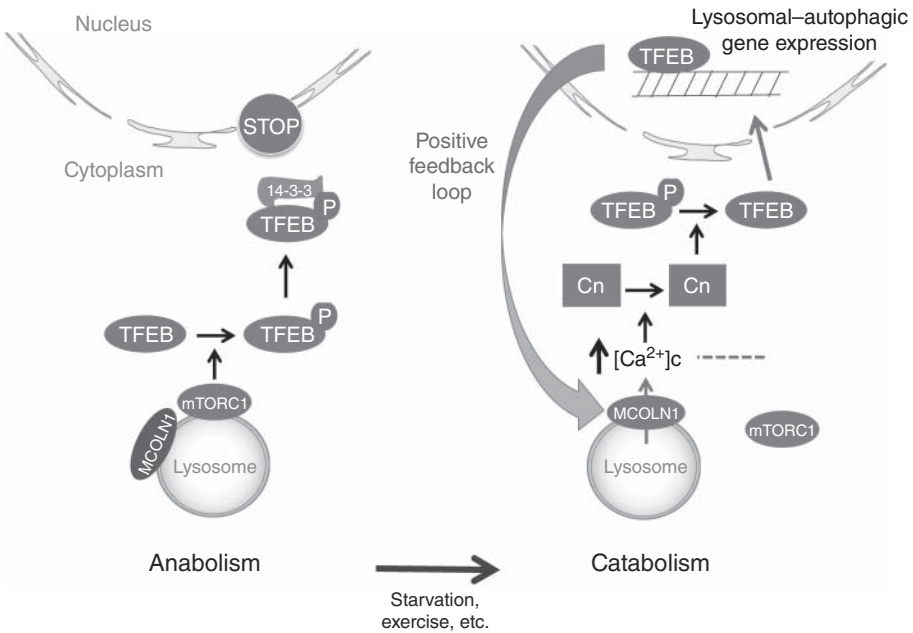 Nucleus
STOP
Cytoplasm
14-3-3
TFEB
P
TFEB
TFEB
P
mTORC1
MCOLN1
Lysosome
Anabolism
Starvation,
exercise, etc.
Lysosomal–autophagic
gene expression
TFEB
Positive
feedback
loop
TFEB
P
TFEB
Cn
Cn
[Ca²⁺]c
MCOLN1
Lysosome
mTORC1
Catabolism